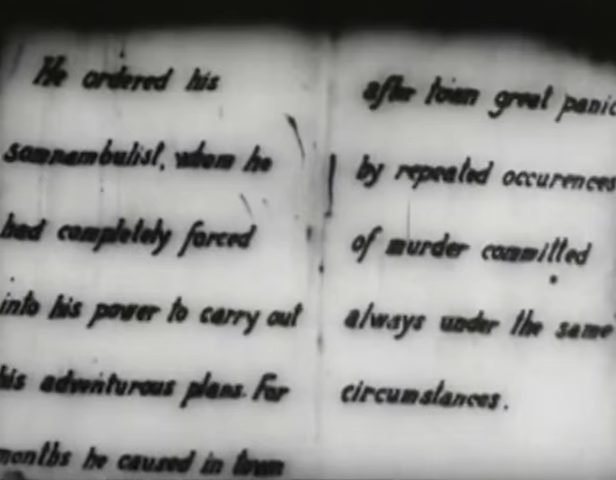 He ordered his
somnambulist, whom he
had completely forced
into his power to carry out
his adventurous plans. For
months he caused in town
after town great panic
by repeated occurences
of murder committed
always under the same
circumstances.